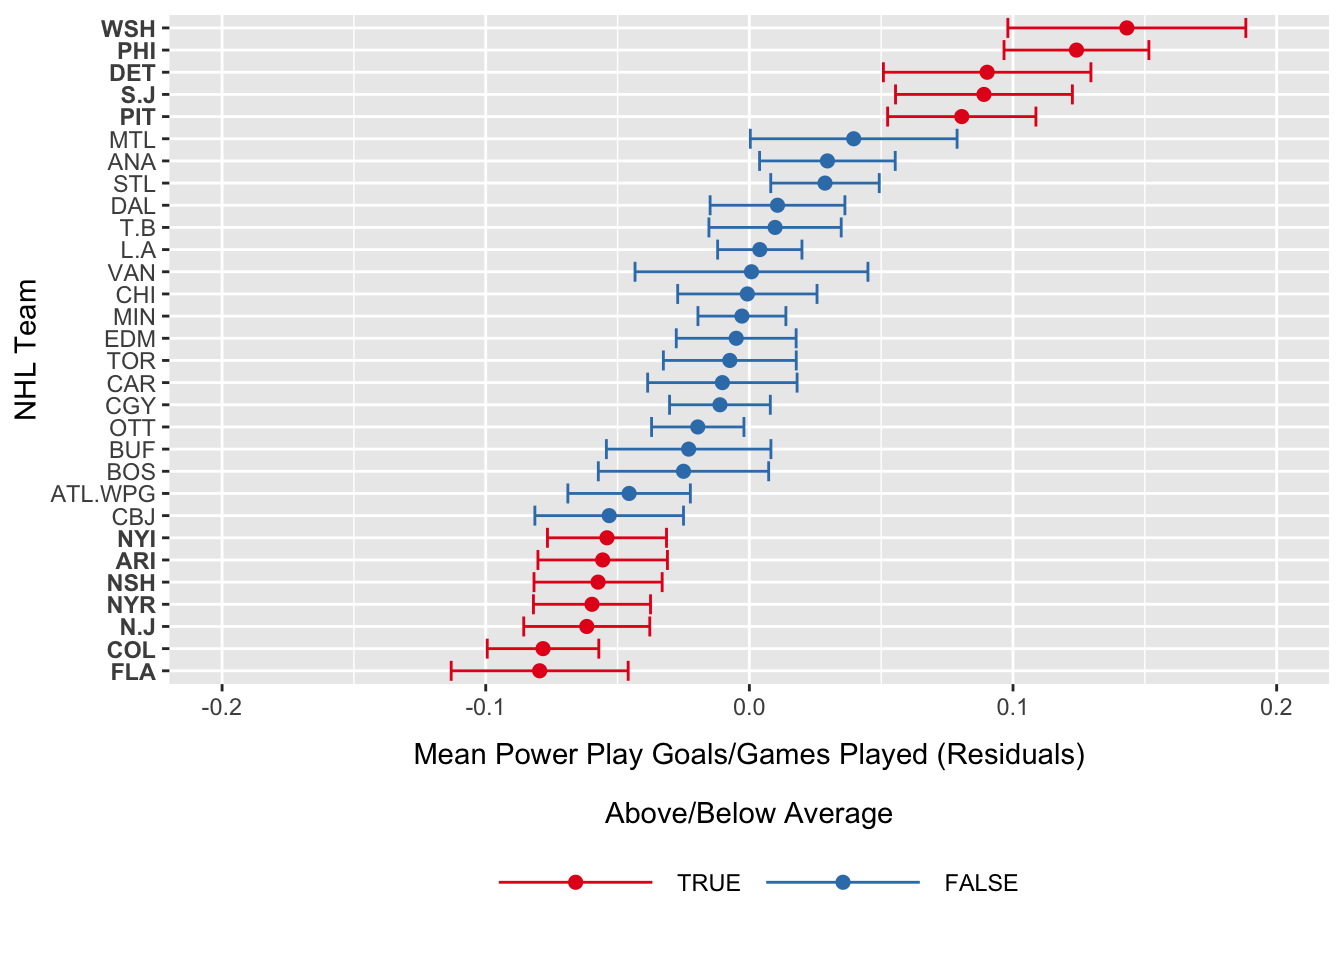 WSH
PHI
DET
S.J
PIT
MTL
ANA
STL
DAL
T.B
L.A
VAN
CHI
MIN
EDM
TOR
CAR
CGY
OTT
BUF
BOS
ATL.WPG
CBJ
NYI
ARI
NSH
NYR
N.J
COL
FLA
NHL Team
-0.2 -0.1 0.0 0.1 0.2
Mean Power Play Goals/Games Played (Residuals)
Above/Below Average
TRUE FALSE